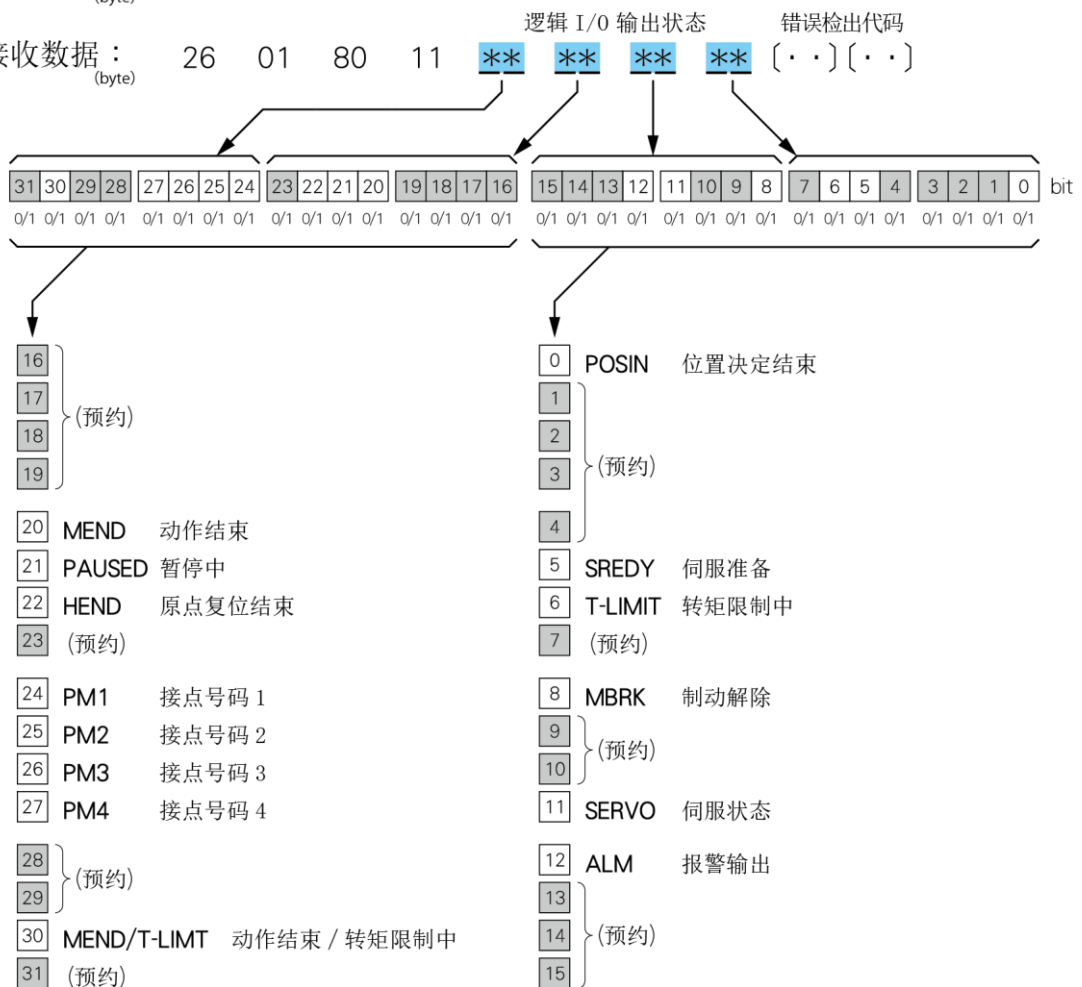 (byte)
逻辑 I/O 输出状态 错误检出代码
接收数据： 26 01 80 11 ** ** ** ** [··][··]
(byte)
31 30 29 28 27 26 25 24 23 22 21 20 19 18 17 16 15 14 13 12 11 10 9 8 7 6 5 4 3 2 1 0 bit
0/1 0/1 0/1 0/1 0/1 0/1 0/1 0/1 0/1 0/1 0/1 0/1 0/1 0/1 0/1 0/1 0/1 0/1 0/1 0/1 0/1 0/1 0/1 0/1 0/1 0/1 0/1 0/1 0/1 0/1 0/1 0/1
16
17
(预约)
18
19
20 MEND 动作结束
21 PAUSED 暂停中
22 HEND 原点复位结束
23 (预约)
24 PM1 接点号码 1
25 PM2 接点号码 2
26 PM3 接点号码 3
27 PM4 接点号码 4
28
(预约)
29
30 MEND/T-LIMT 动作结束 / 转矩限制中
31 (预约)
0 POSIN 位置决定结束
1
2
(预约)
3
4
5 SREDY 伺服准备
6 T-LIMIT 转矩限制中
7 (预约)
8 MBRK 制动解除
9
(预约)
10
11 SERVO 伺服状态
12 ALM 报警输出
13
14 (预约)
15